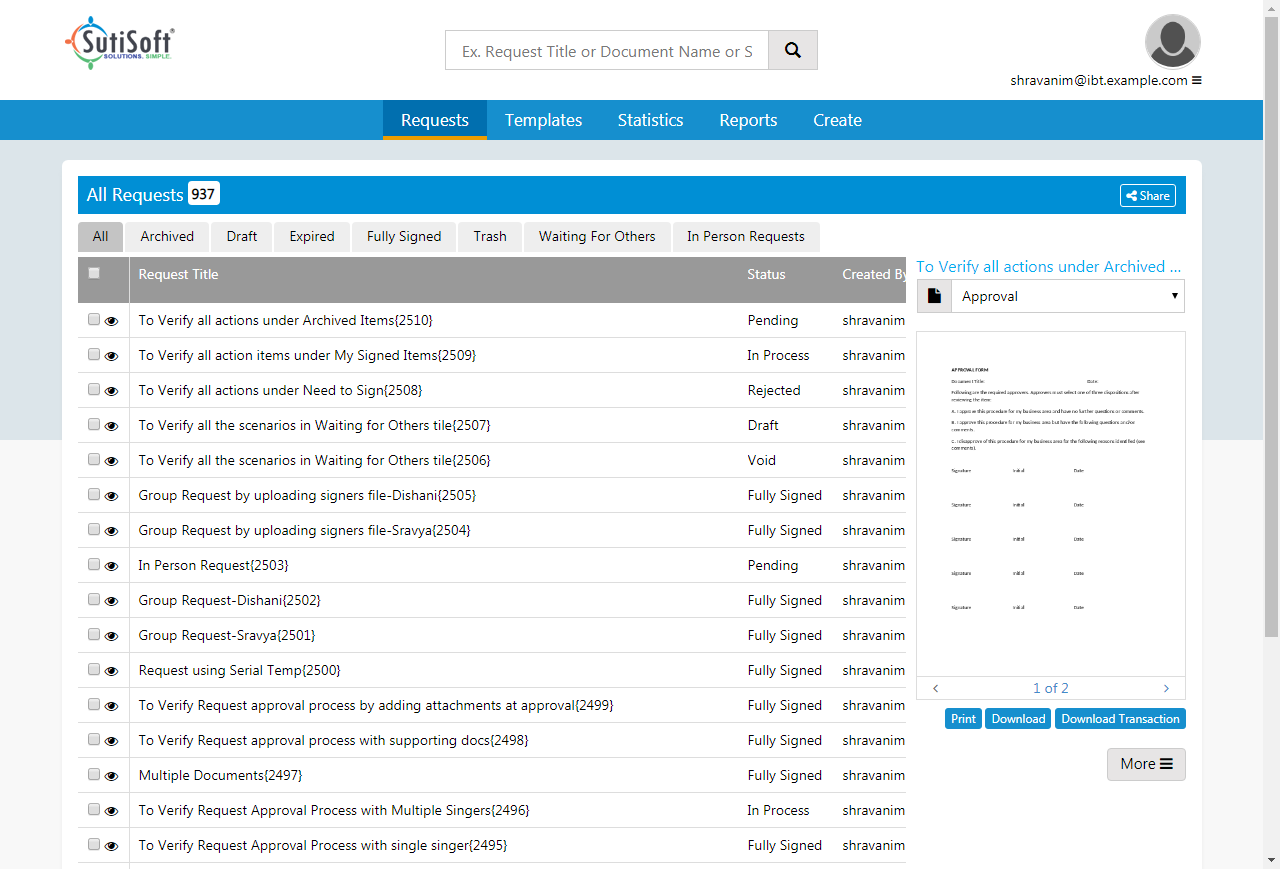 SutiSoft®
SOLUTIONS. SIMPLE.
Ex. Request Title or Document Name or S
shravanim@ibt.example.com
Requests Templates Statistics Reports Create
All Requests 937
Share
All Archived Draft Expired Fully Signed Trash Waiting For Others In Person Requests
Request Title Status Created By
To Verify all actions under Archived Items{2510} Pending shravanim
To Verify all action items under My Signed Items{2509} In Process shravanim
To Verify all actions under Need to Sign{2508} Rejected shravanim
To Verify all the scenarios in Waiting for Others tile{2507} Draft shravanim
To Verify all the scenarios in Waiting for Others tile{2506} Void shravanim
Group Request by uploading signers file-Dishani{2505} Fully Signed shravanim
Group Request by uploading signers file-Sravya{2504} Fully Signed shravanim
In Person Request{2503} Pending shravanim
Group Request-Dishani{2502} Fully Signed shravanim
Group Request-Sravya{2501} Fully Signed shravanim
Request using Serial Temp{2500} Fully Signed shravanim
To Verify Request approval process by adding attachments at approval{2499} Fully Signed shravanim
To Verify Request approval process with supporting docs{2498} Fully Signed shravanim
Multiple Documents{2497} Fully Signed shravanim
To Verify Request Approval Process with Multiple Singers{2496} In Process shravanim
To Verify Request Approval Process with single singer{2495} Fully Signed shravanim
To Verify all actions under Archived ...
Approval
APPROVAL FORM
Document Title: Date:
Following are the required approvers. Approvers must select one of three dispositions after
reviewing the item:
A. I approve this procedure for my business area and have no further questions or comments.
B. I approve this procedure for my business area but have the following questions and/or
comments.
C. I disapprove of this procedure for my business area for the following reasons identified (see
comments).
Signature Initial Date
Signature Initial Date
Signature Initial Date
Signature Initial Date
Signature Initial Date
1 of 2
Print Download Download Transaction
More